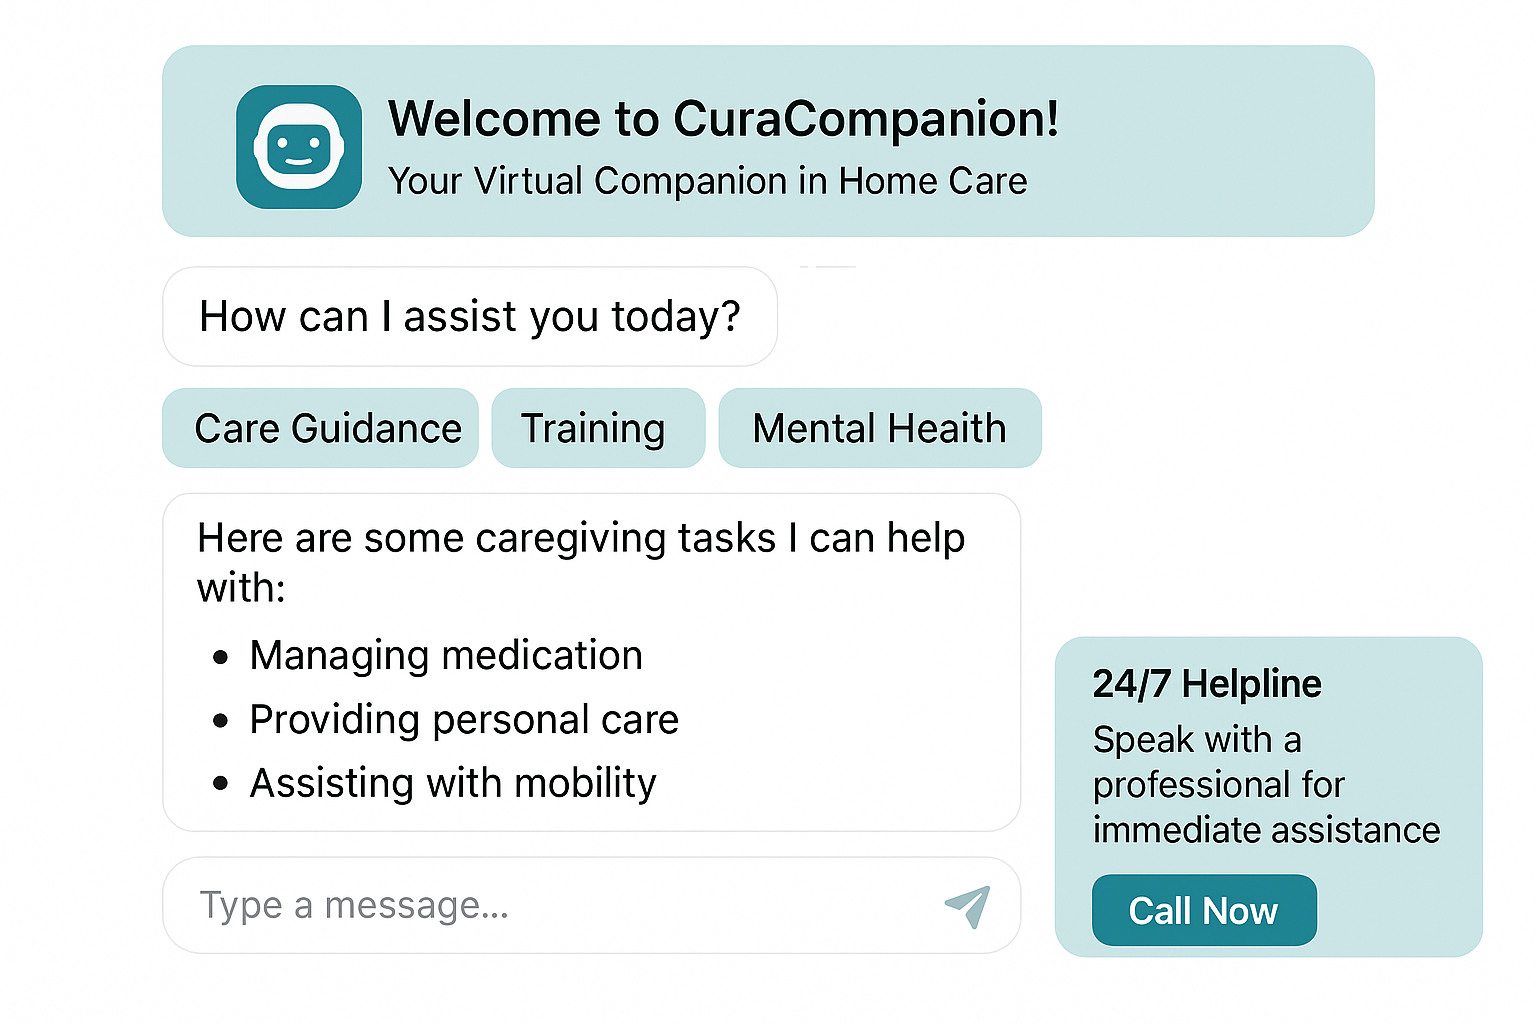 Welcome to CuraCompanion!
Your Virtual Companion in Home Care
How can I assist you today?
Care Guidance
Training
Mental Heaith
Here are some caregiving tasks I can help
with:
• Managing medication
• Providing personal care
• Assisting with mobility
Type a message...
24/7 Helpline
Speak with a
professional for
immediate assistance
Call Now